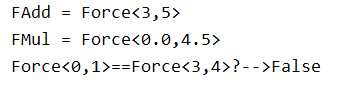 FAdd = Force<3,5>
FMul = Force<0.0,4.5>
Force<0,1>==Force<3,4>?-->False